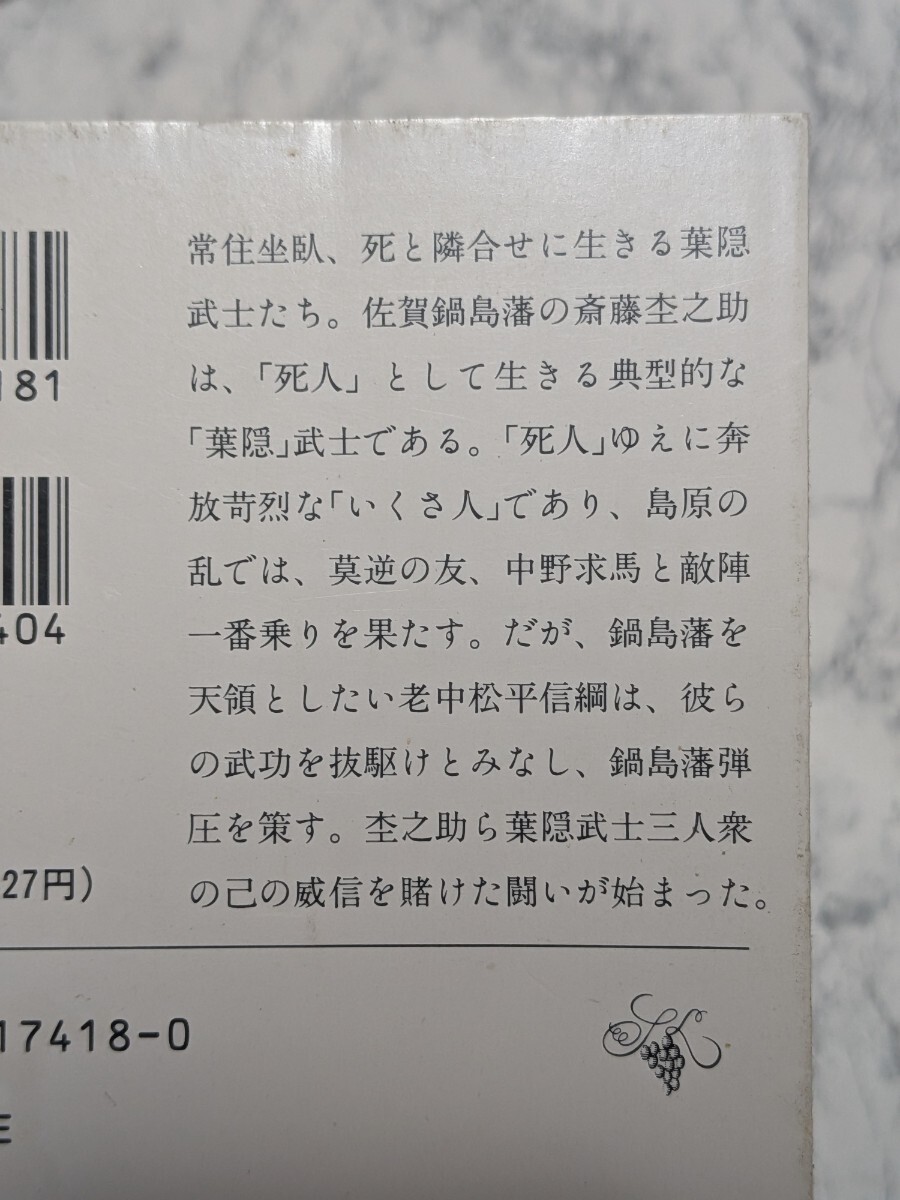 常住坐臥、死と隣合せに生きる葉隠
武士たち。佐賀鍋島藩の斎藤杢之助
は、「死人」として生きる典型的な
「葉隠」武士である。「死人」ゆえに奔
放苛烈な「いくさ人」であり、島原の
乱では、莫逆の友、中野求馬と敵陣
一番乗りを果たす。だが、鍋島藩を
天領としたい老中松平信綱は、彼ら
の武功を抜駆けとみなし、鍋島藩弾
圧を策す。杢之助ら葉隠武士三人衆
の己の威信を賭けた闘いが始まった。
181
404
27円）
17418-0
E